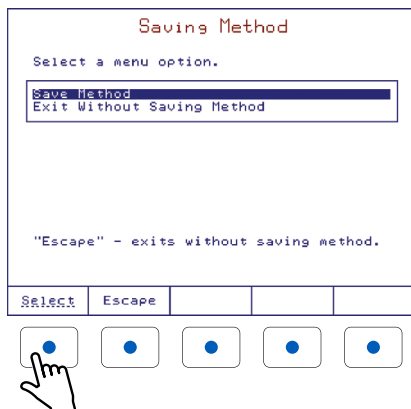 Saving Method
Select a menu option.
Save Method
Exit Without Saving Method
"Escape" - exits without saving method.
Select Escape